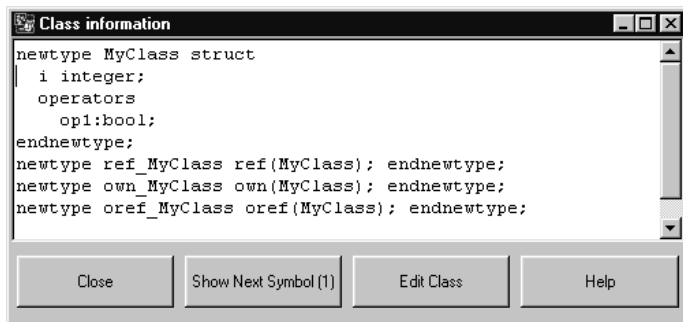 Class information
newtype MyClass struct
i integer;
operators
op1:bool;
endnewtype;
newtype ref_MyClass ref(MyClass); endnewtype;
newtype own_MyClass own(MyClass); endnewtype;
newtype oref_MyClass oref(MyClass); endnewtype;
Close Show Next Symbol (1) Edit Class Help